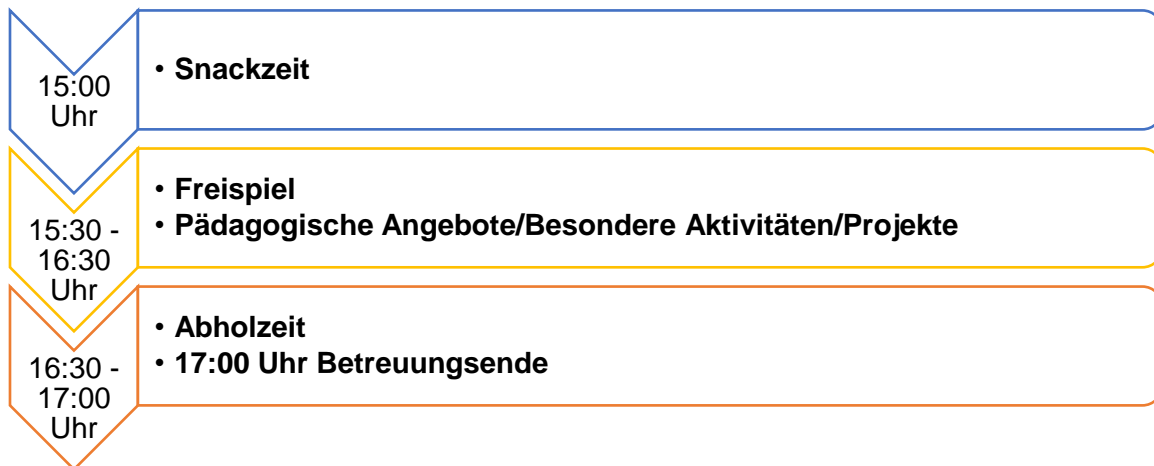 15:00
Uhr
• Snackzeit
15:30 -
16:30
Uhr
• Freispiel
• Pädagogische Angebote/Besondere Aktivitäten/Projekte
16:30 -
17:00
Uhr
• Abholzeit
• 17:00 Uhr Betreuungsende